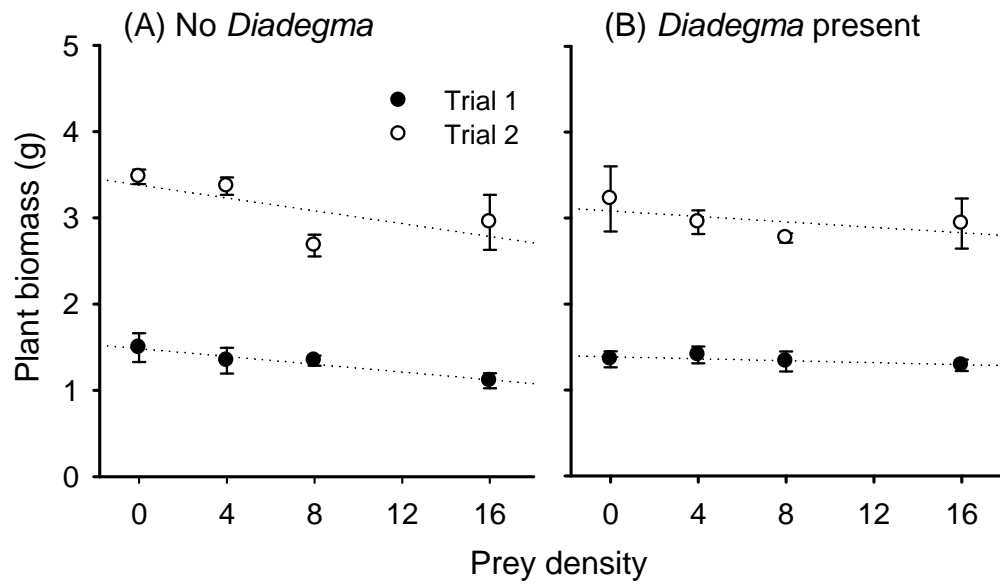 (A) No Diadegma
(B) Diadegma present
5
4
3
2
1
0
Plant biomass (g)
Trial 1
Trial 2
0 4 8 12 16
0 4 8 12 16
Prey density